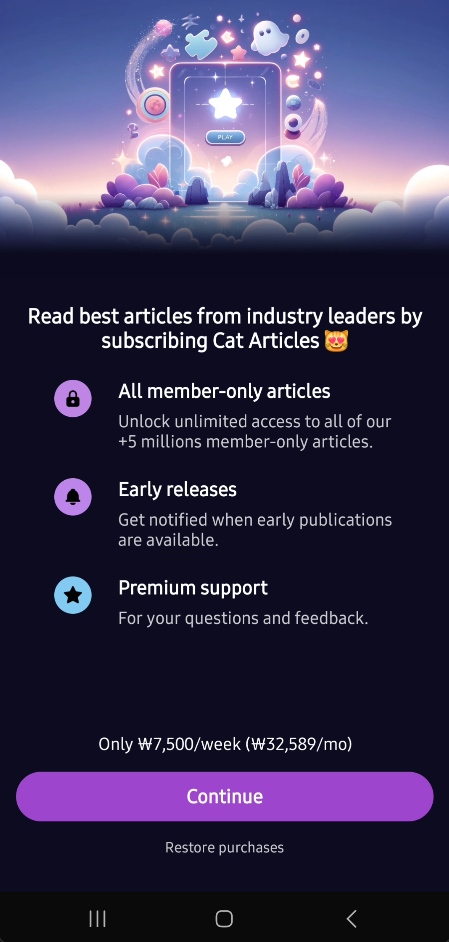 PLAY
Read best articles from industry leaders by
subscribing Cat Articles 😻
All member-only articles
Unlock unlimited access to all of our
+5 millions member-only articles.
Early releases
Get notified when early publications
are available.
Premium support
For your questions and feedback.
Only ₩7,500/week (₩32,589/mo)
Continue
Restore purchases